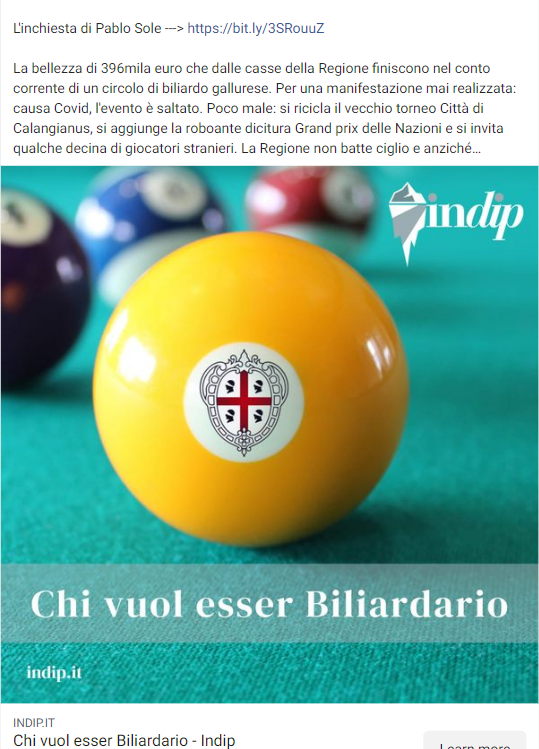 L'inchiesta di Pablo Sole ---> https://bit.ly/3SRouuZ
La bellezza di 396mila euro che dalle casse della Regione finiscono nel conto
corrente di un circolo di biliardo gallurese. Per una manifestazione mai realizzata:
causa Covid, l'evento è saltato. Poco male: si ricicla il vecchio torneo Città di
Calangianus, si aggiunge la roboante dicitura Grand prix delle Nazioni e si invita
qualche decina di giocatori stranieri. La Regione non batte ciglio e anziché...
indip
Chi vuol esser Biliardario
indip.it
INDIP.IT
Chi vuol esser Biliardario - Indip
Learn more